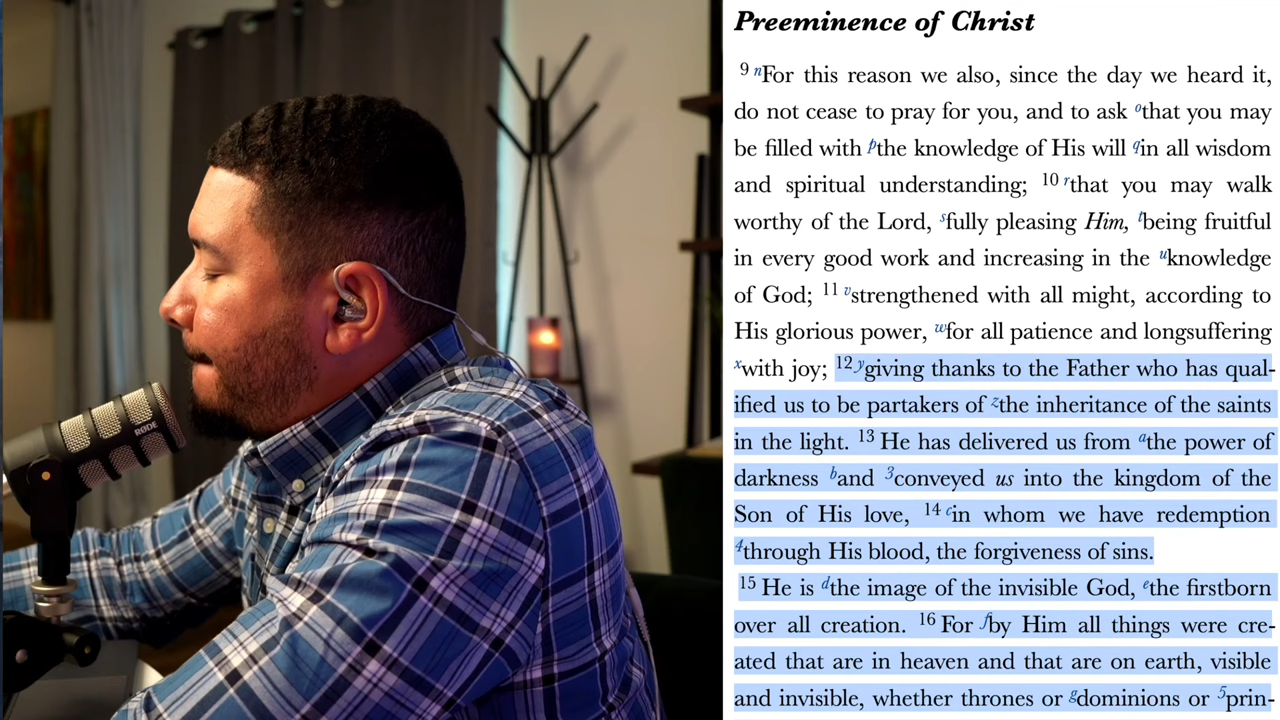 Preeminence of Christ
9 nFor this reason we also, since the day we heard it,
do not cease to pray for you, and to ask othat you may
be filled with pthe knowledge of His will qin all wisdom
and spiritual understanding; 10 rthat you may walk
worthy of the Lord, sfully pleasing Him, tbeing fruitful
in every good work and increasing in the uknowledge
of God; 11 vstrengthened with all might, according to
His glorious power, wfor all patience and longsuffering
xwith joy; 12 ygiving thanks to the Father who has qual-
ified us to be partakers of zthe inheritance of the saints
in the light. 13 He has delivered us from athe power of
darkness band 3conveyed us into the kingdom of the
Son of His love, 14 cin whom we have redemption
4through His blood, the forgiveness of sins.
15 He is dthe image of the invisible God, ethe firstborn
over all creation. 16 For fby Him all things were cre-
ated that are in heaven and that are on earth, visible
and invisible, whether thrones or gdominions or 5prin-
RØDE